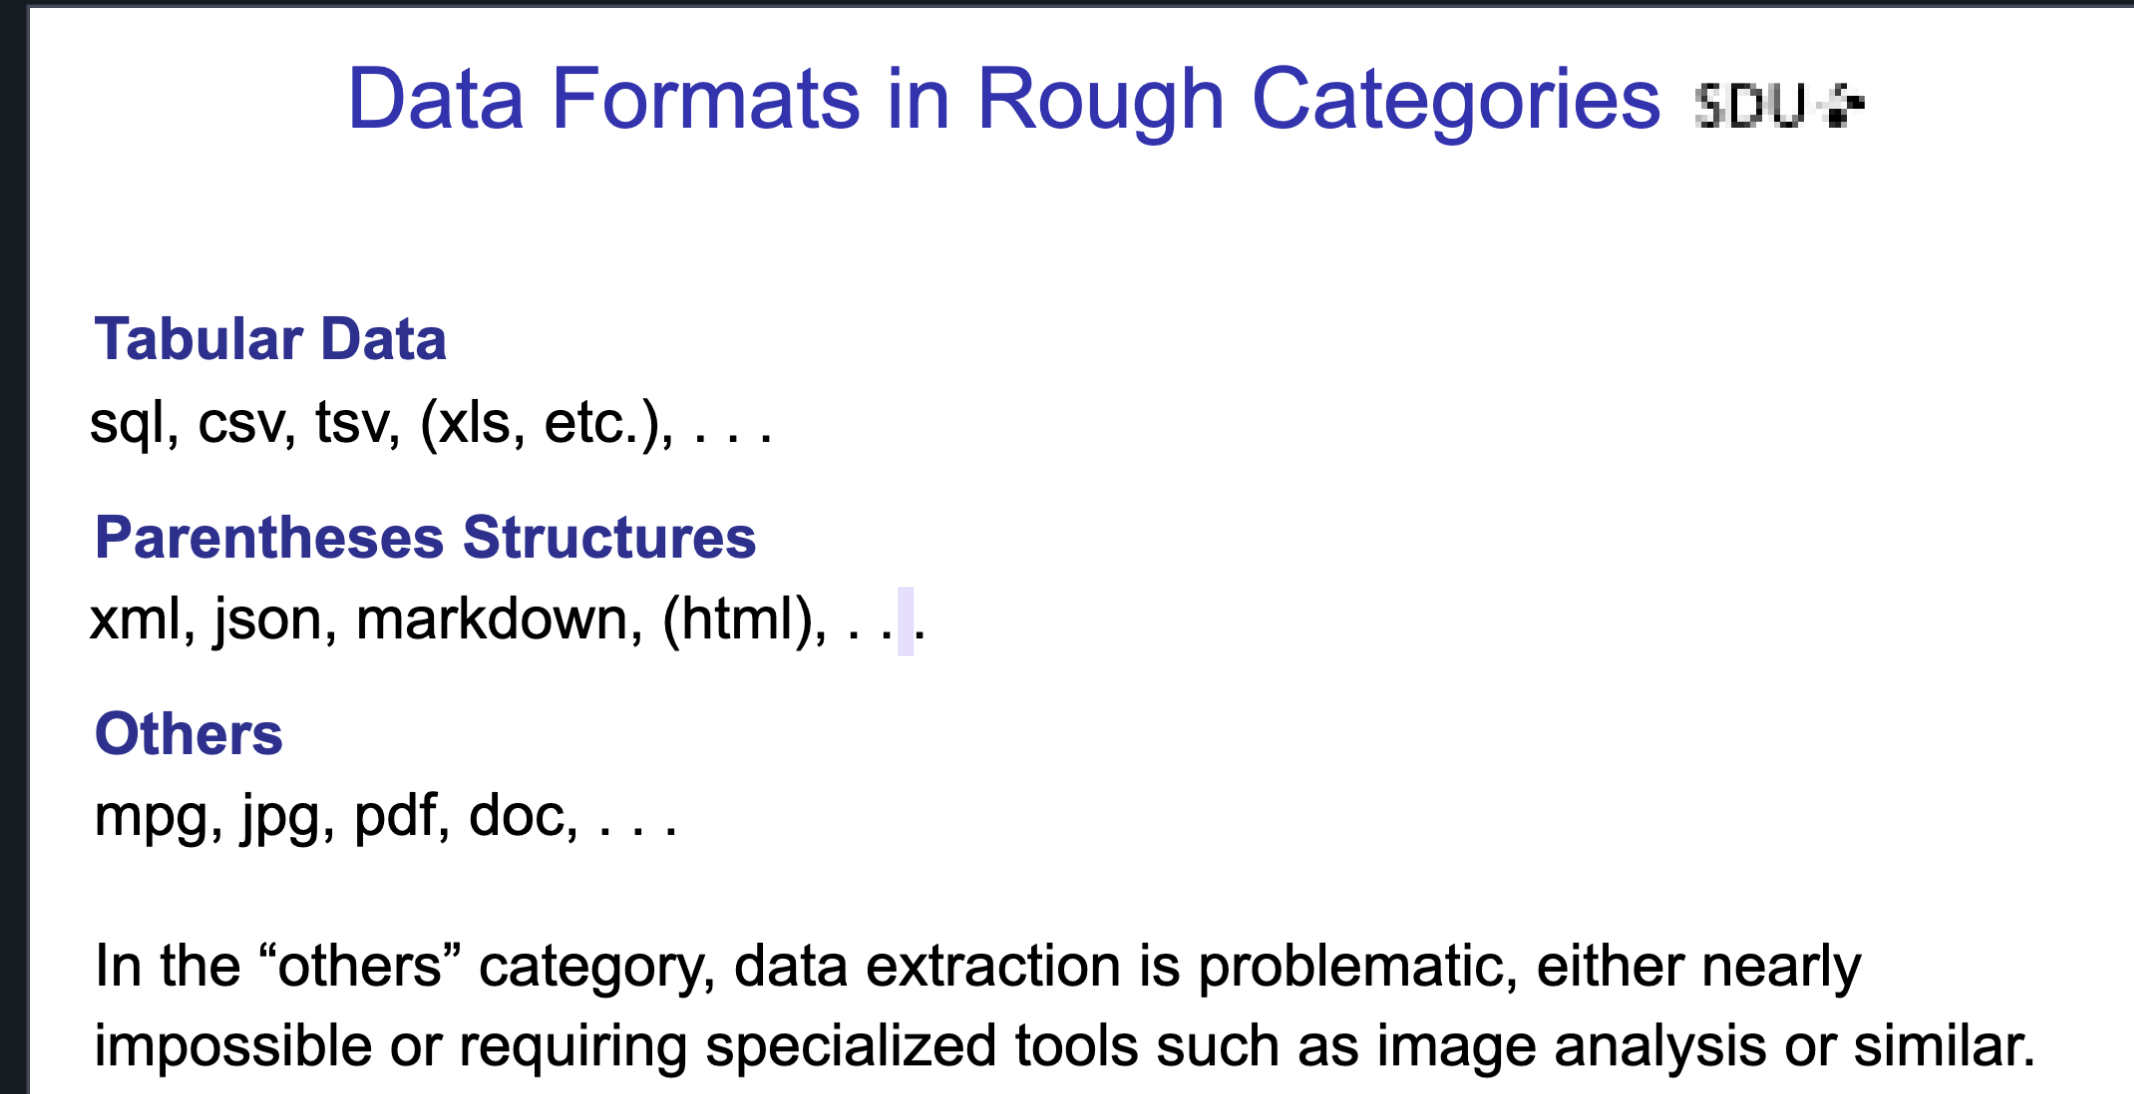 Data Formats in Rough Categories SDU
Tabular Data
sql, csv, tsv, (xls, etc.), . . .
Parentheses Structures
xml, json, markdown, (html), . . .
Others
mpg, jpg, pdf, doc, . . .
In the “others” category, data extraction is problematic, either nearly
impossible or requiring specialized tools such as image analysis or similar.